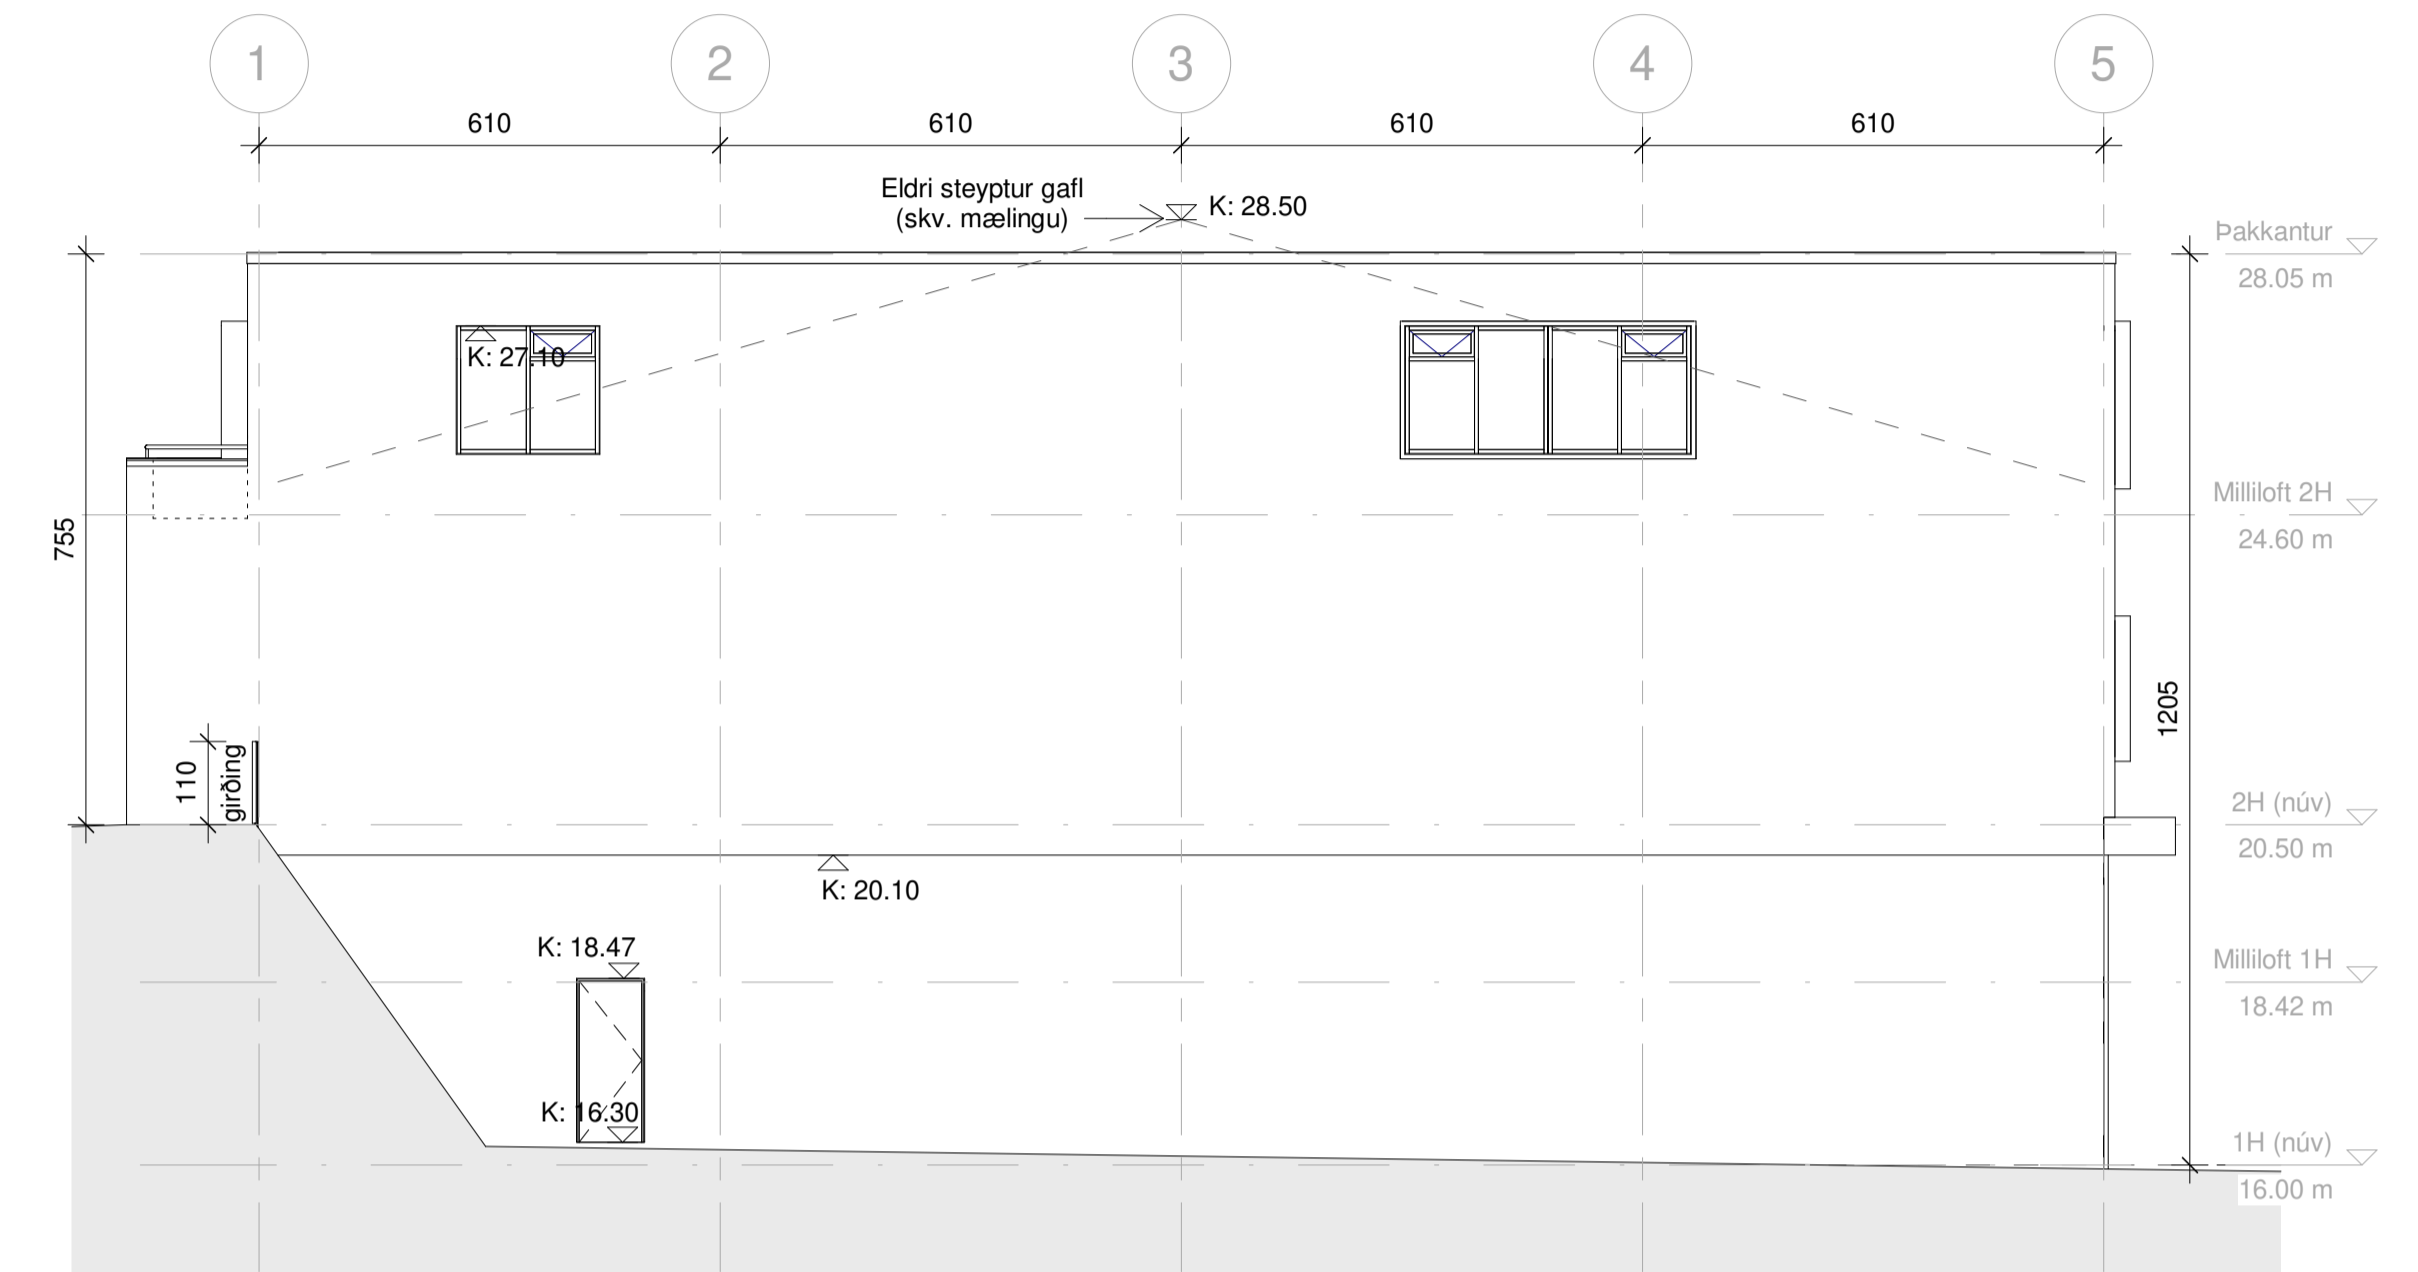 1
2
3
4
5
610
610
610
610
Eldri steyptur gafl
(skv. mælingu)
K: 28.50
Þakkantur
28.05 m
K: 27.10
Milliloft 2H
24.60 m
755
1205
110
girðing
2H (núv)
20.50 m
K: 20.10
K: 18.47
Milliloft 1H
18.42 m
K: 16.30
1H (núv)
16.00 m